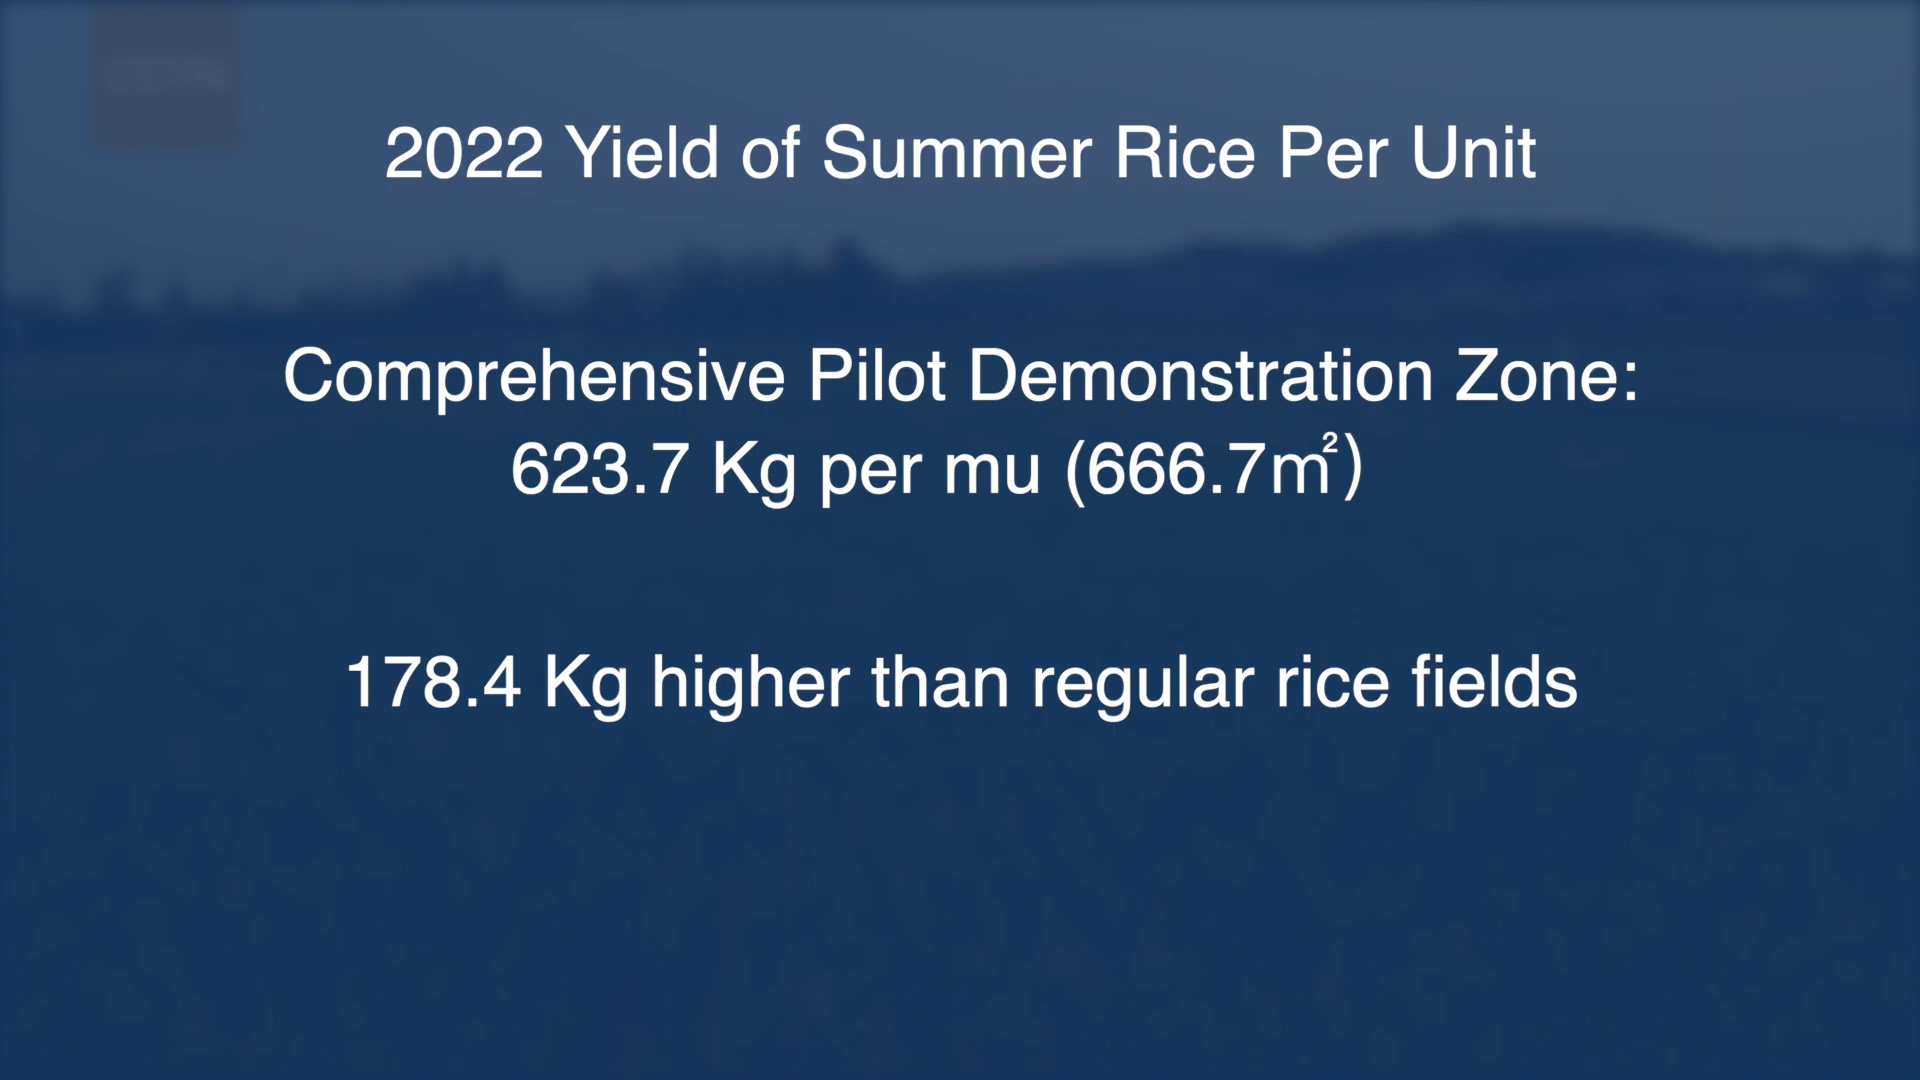 2022 Yield of Summer Rice Per Unit
Comprehensive Pilot Demonstration Zone:
623.7 Kg per mu (666.7㎡)
178.4 Kg higher than regular rice fields